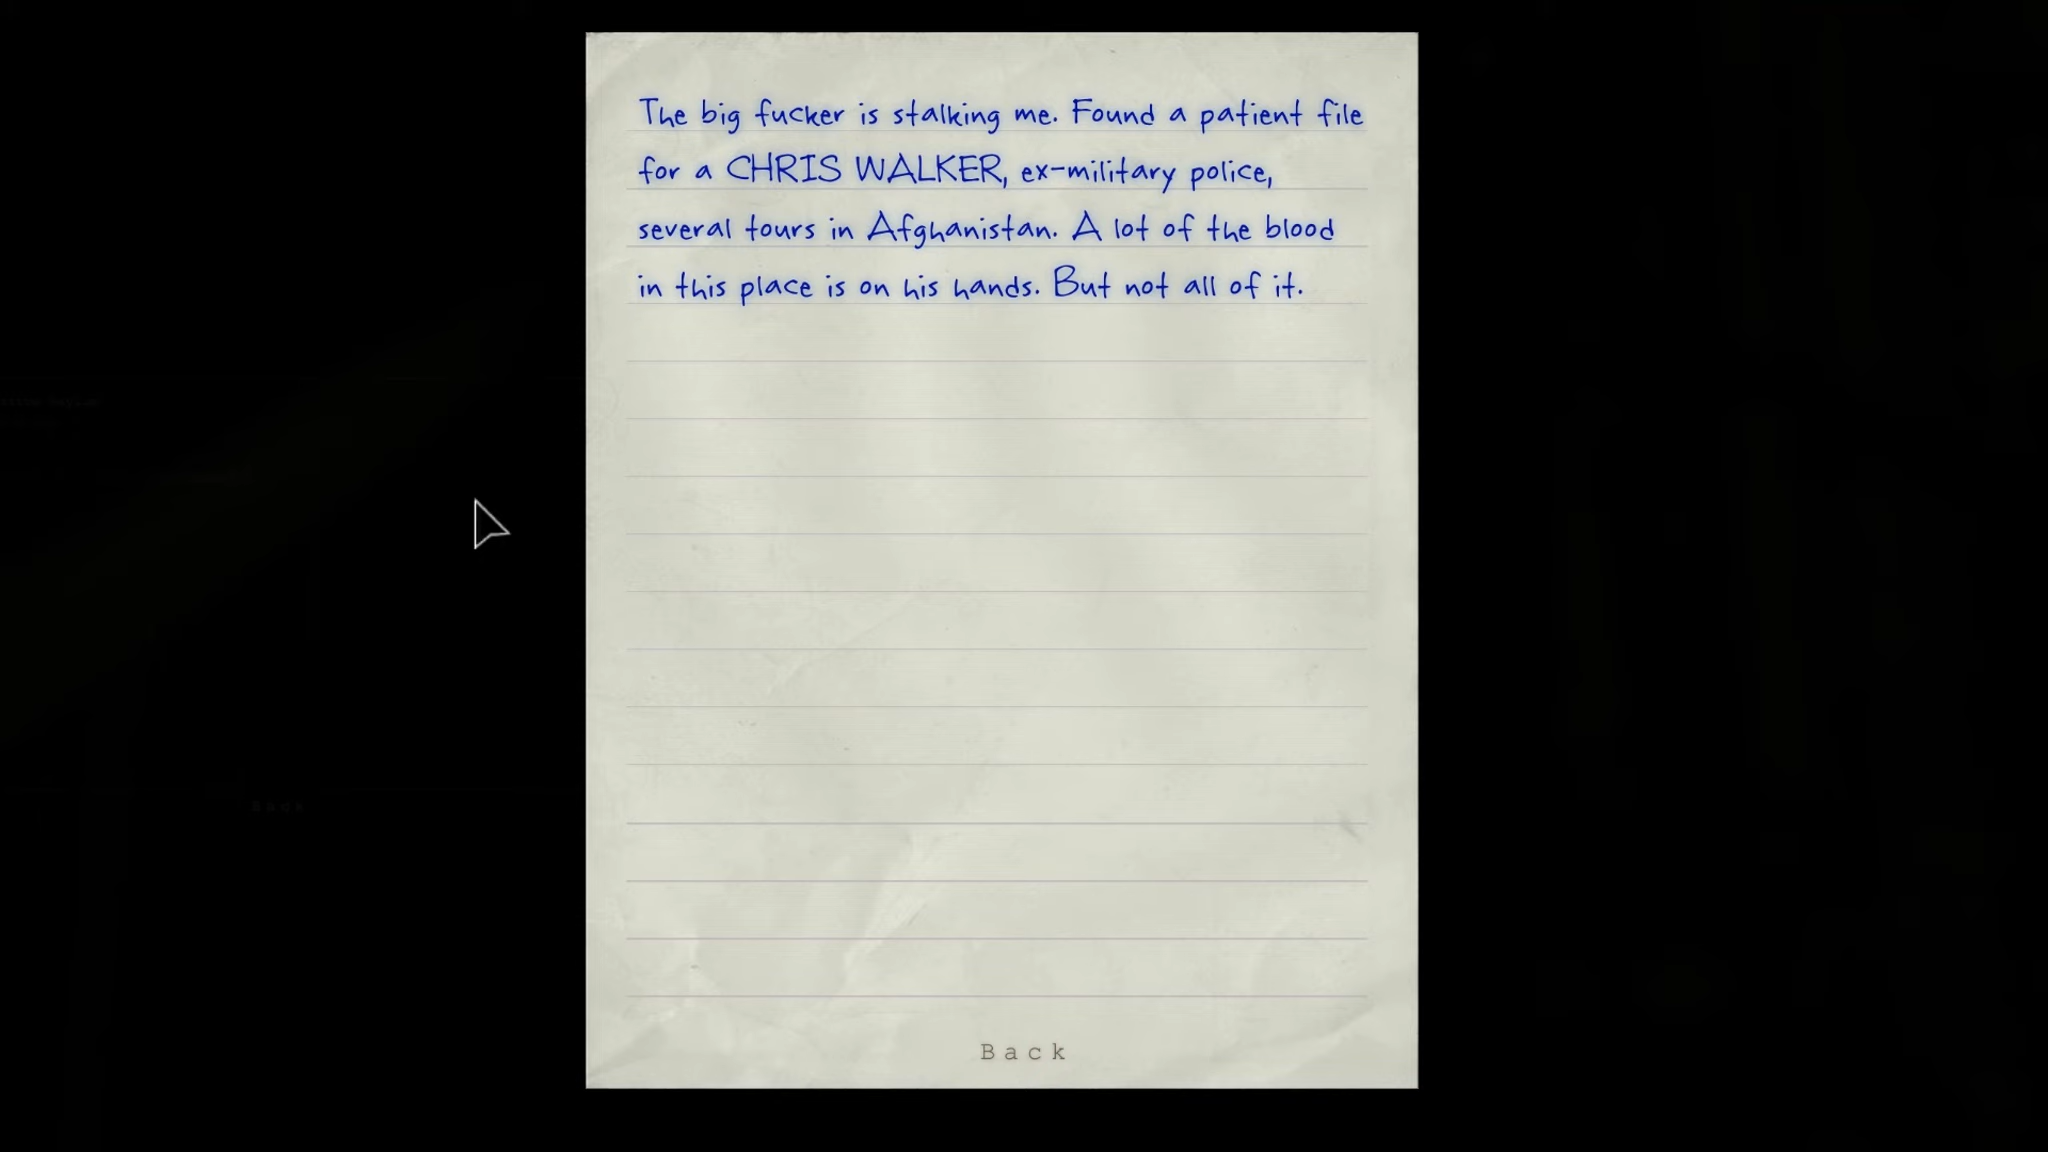 The big fucker is stalking me. Found a patient file
for a CHRIS WALKER, ex-military police,
several tours in Afghanistan. A lot of the blood
in this place is on his hands. But not all of it.
Back
Back